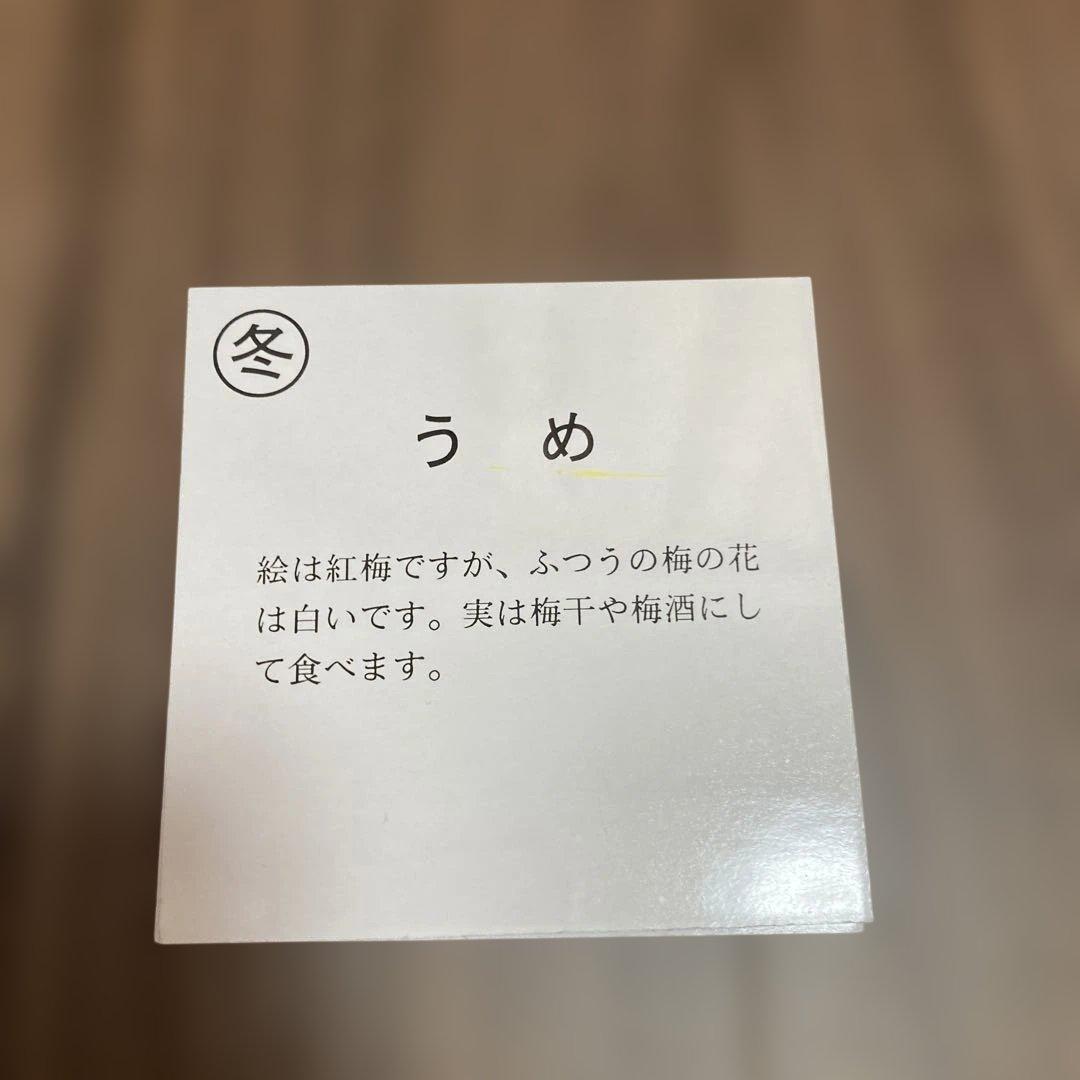 冬
うめ
絵は紅梅ですが、ふつうの梅の花
は白いです。実は梅干や梅酒にし
て食べます。